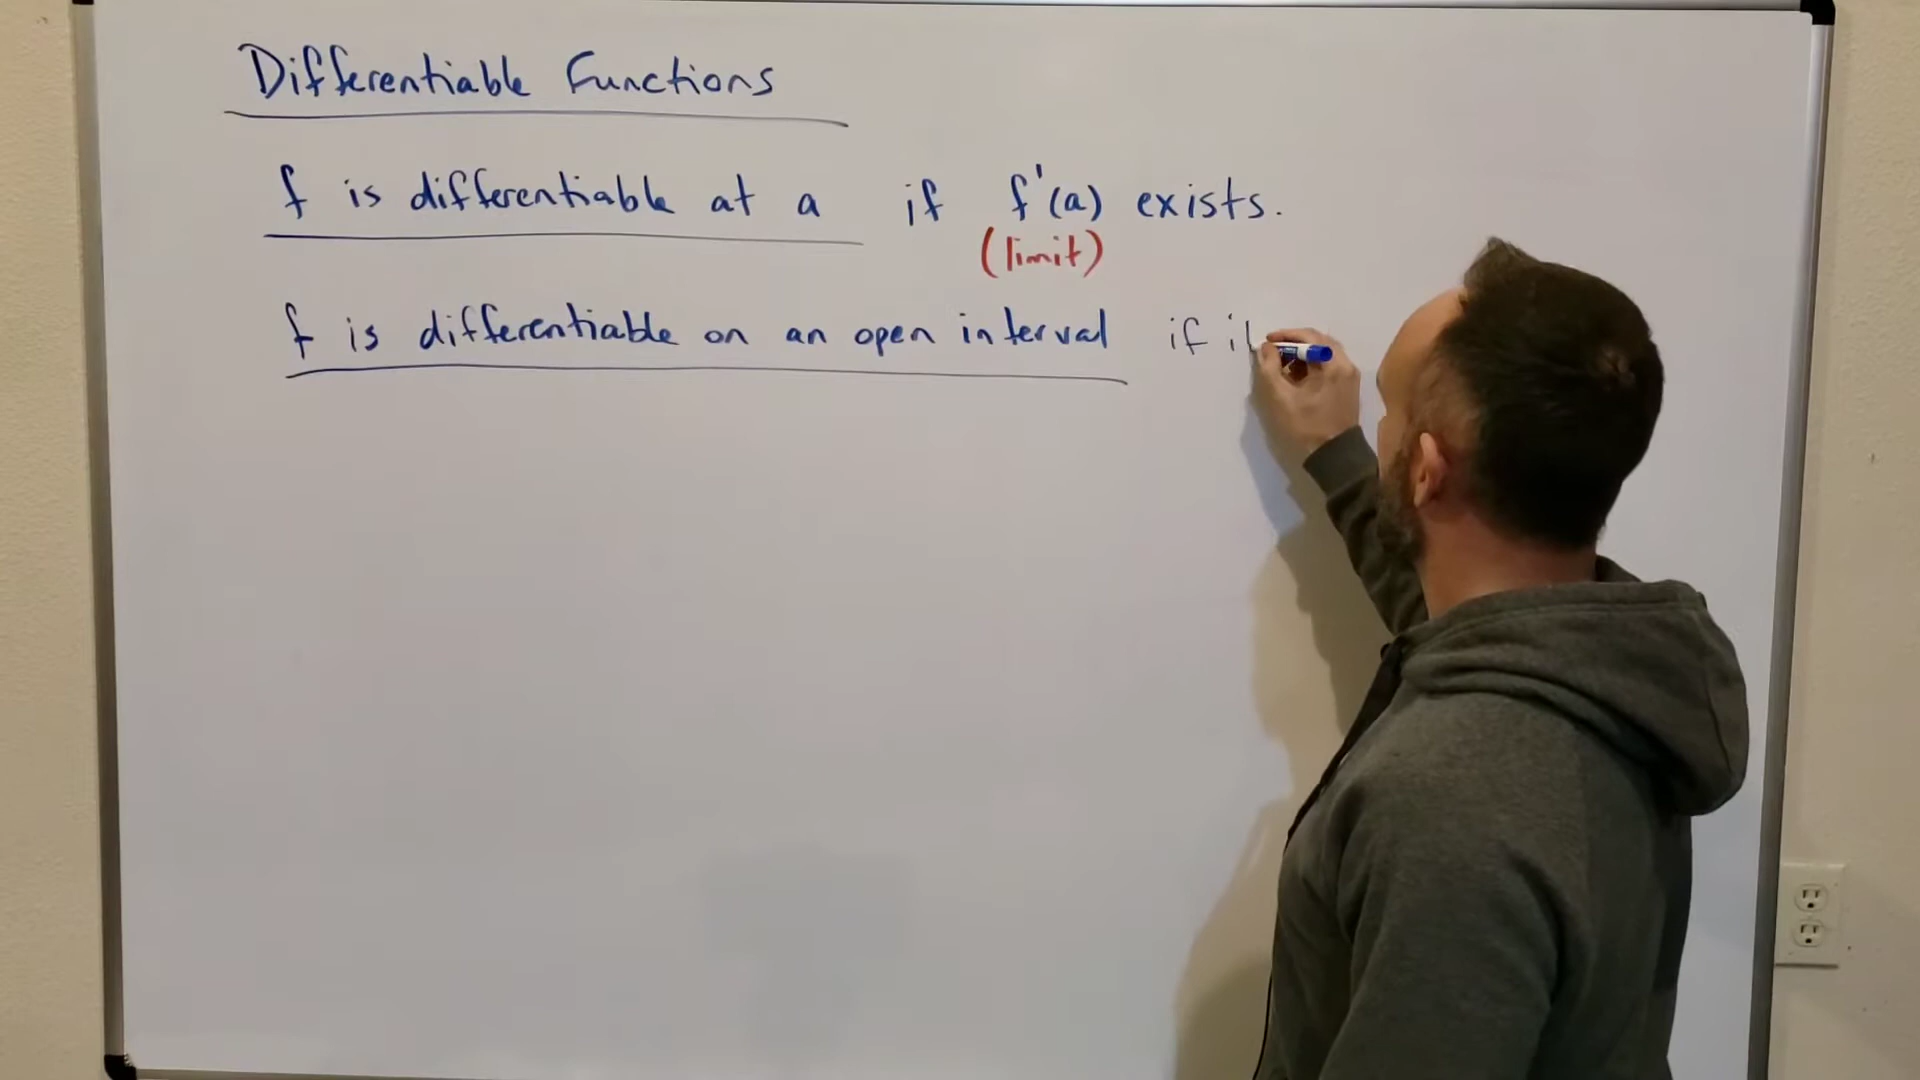 Differentiable Functions
f is differentiable at a if f'(a) exists.
(limit)
f is differentiable on an open interval if